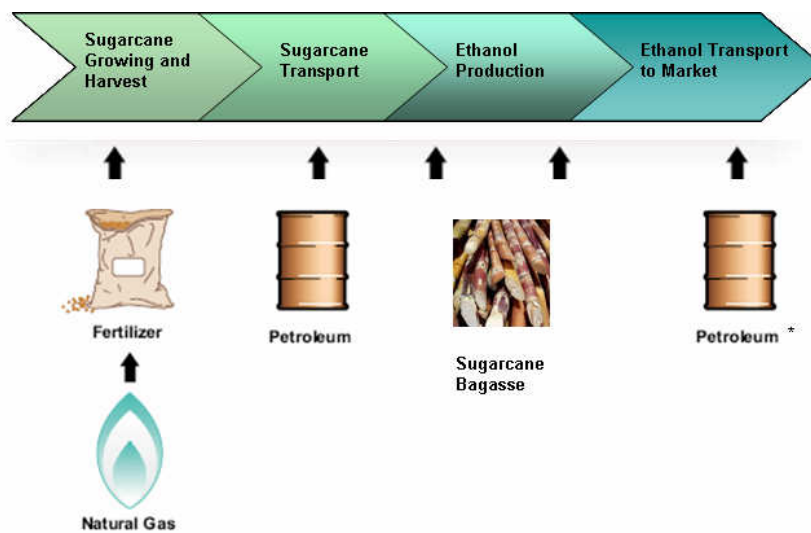 Sugarcane
Growing and
Harvest
Sugarcane
Transport
Ethanol
Production
Ethanol Transport
to Market
Fertilizer
Petroleum
Sugarcane
Bagasse
Petroleum *
Natural Gas